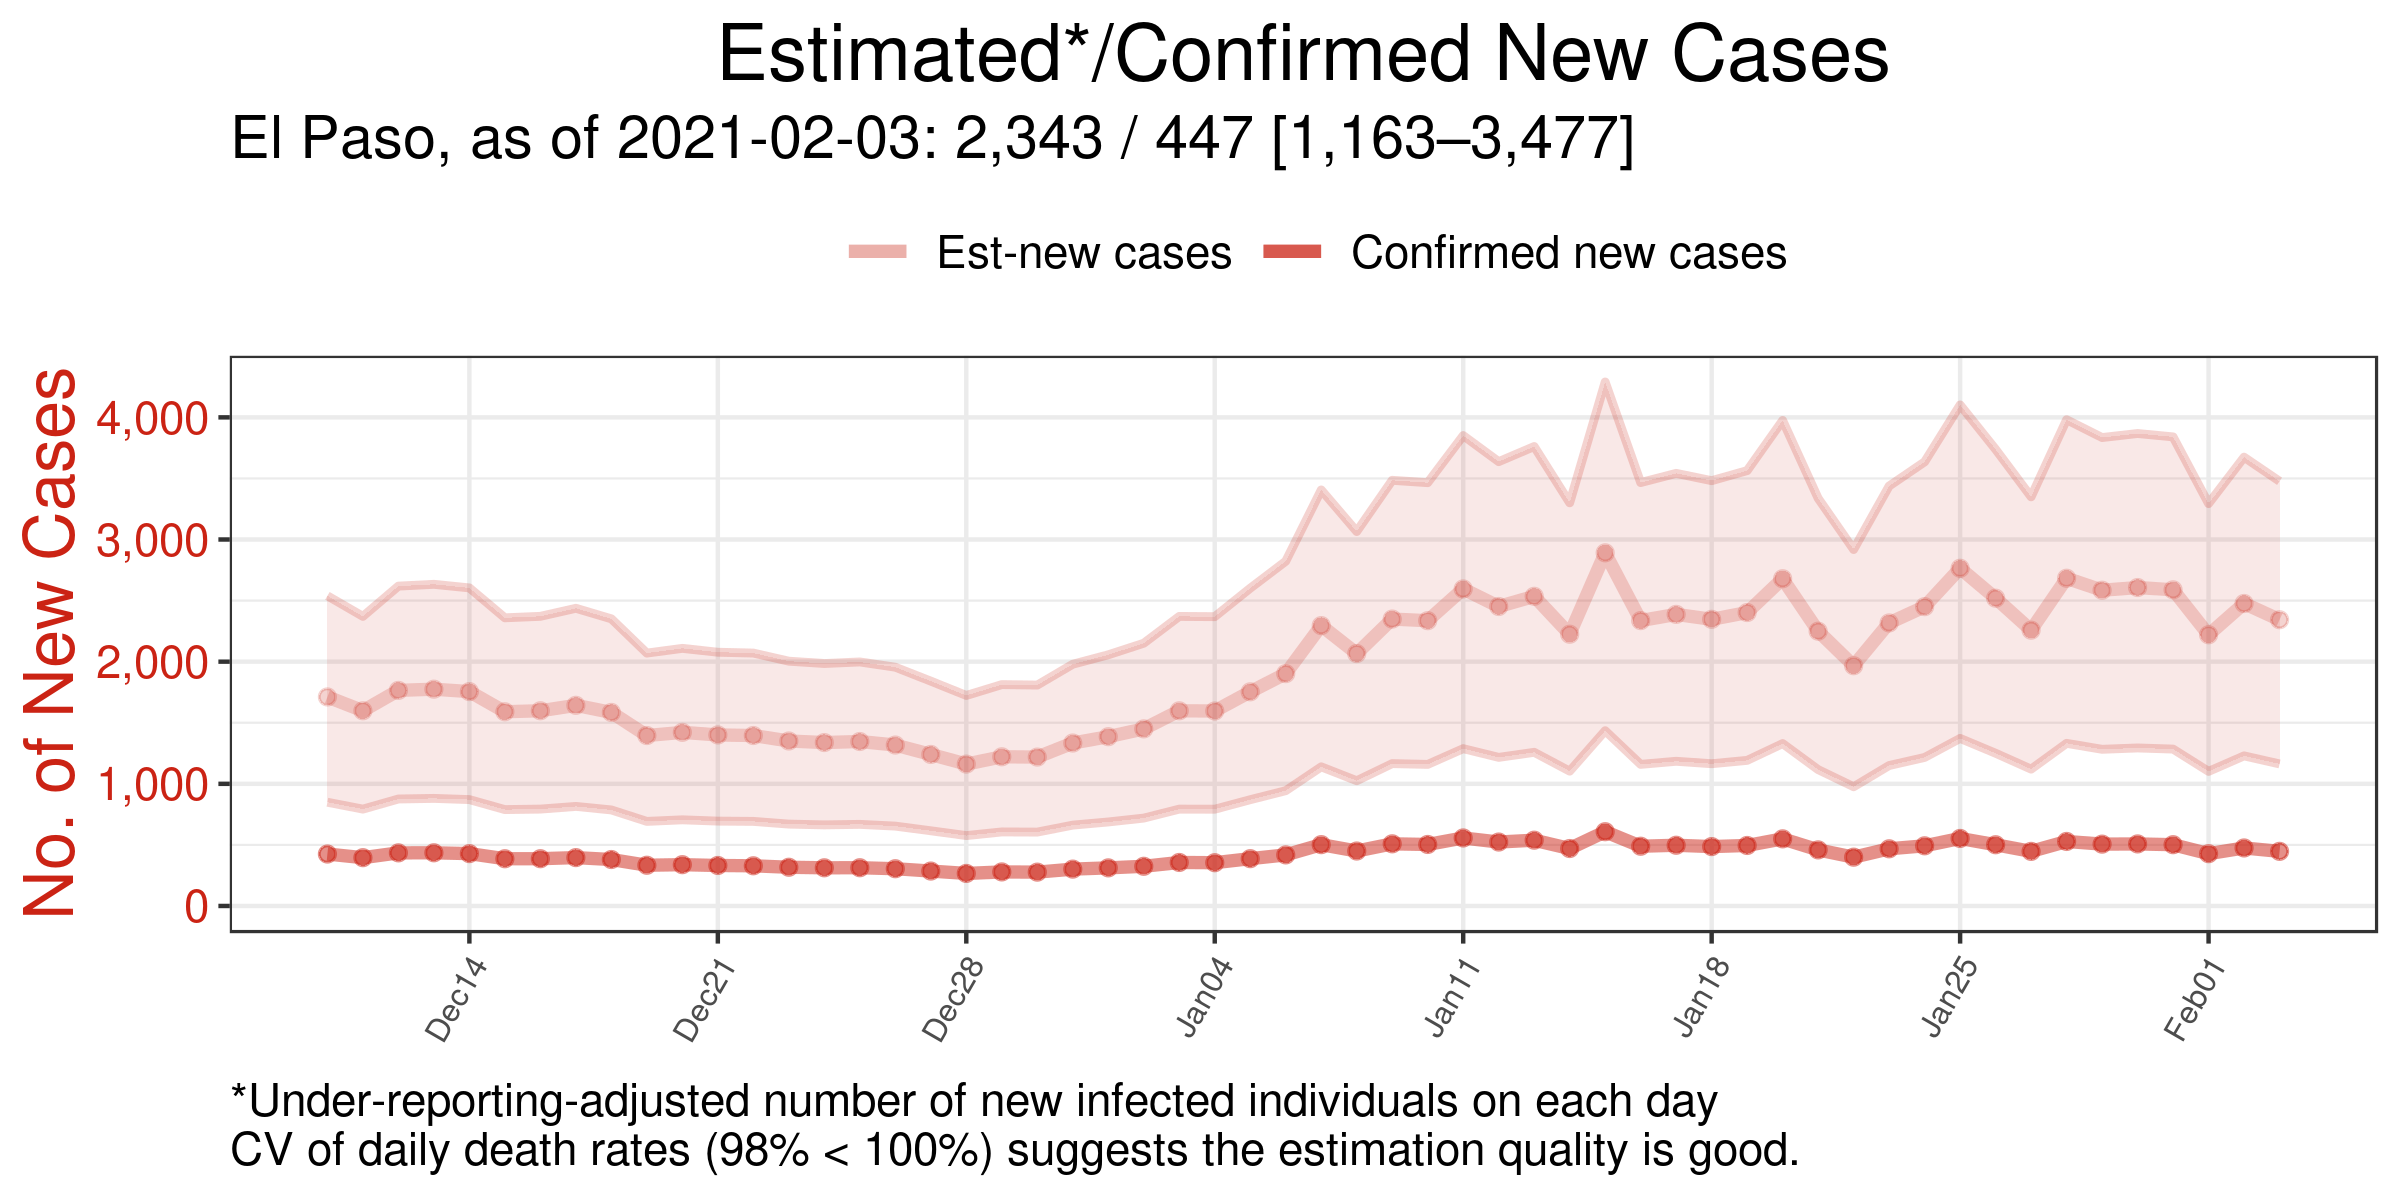 Estimated*/Confirmed New Cases
El Paso, as of 2021-02-03: 2,343 / 447 [1,163–3,477]
Est-new cases
Confirmed new cases
No. of New Cases
4,000
3,000
2,000
1,000
0
Dec14
Dec21
Dec28
Jan04
Jan11
Jan18
Jan25
Feb01
*Under-reporting-adjusted number of new infected individuals on each day
CV of daily death rates (98% < 100%) suggests the estimation quality is good.